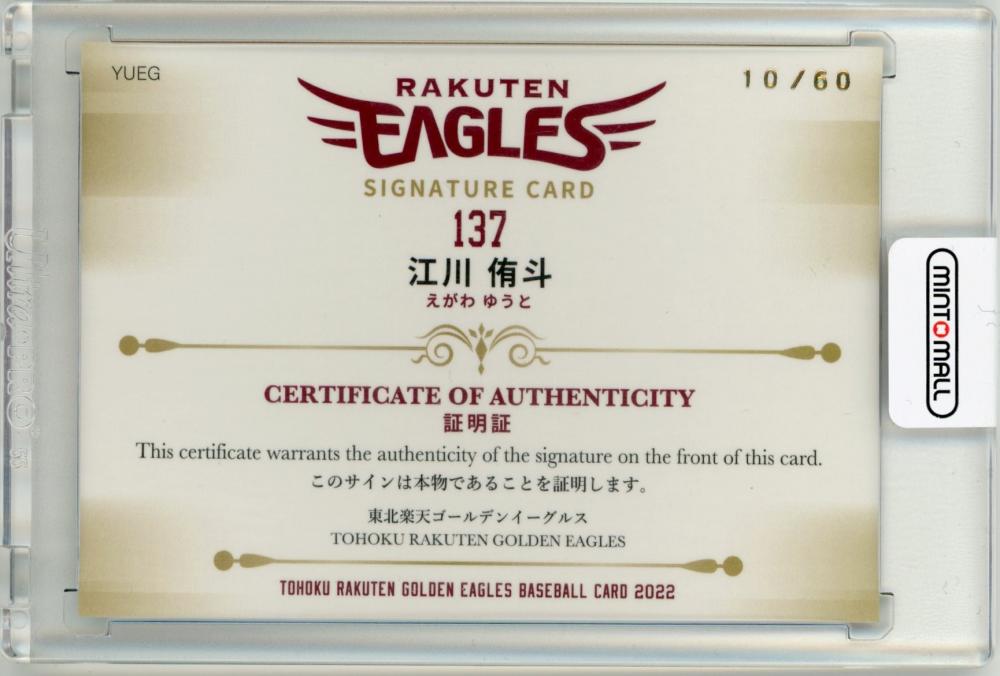 YUEG
10/60
RAKUTEN
EAGLES
SIGNATURE CARD
137
江川 侑斗
えがわ ゆうと
CERTIFICATE OF AUTHENTICITY
証明証
This certificate warrants the authenticity of the signature on the front of this card.
このサインは本物であることを証明します。
東北楽天ゴールデンイーグルス
TOHOKU RAKUTEN GOLDEN EAGLES
TOHOKU RAKUTEN GOLDEN EAGLES BASEBALL CARD 2022
MINTOMALL